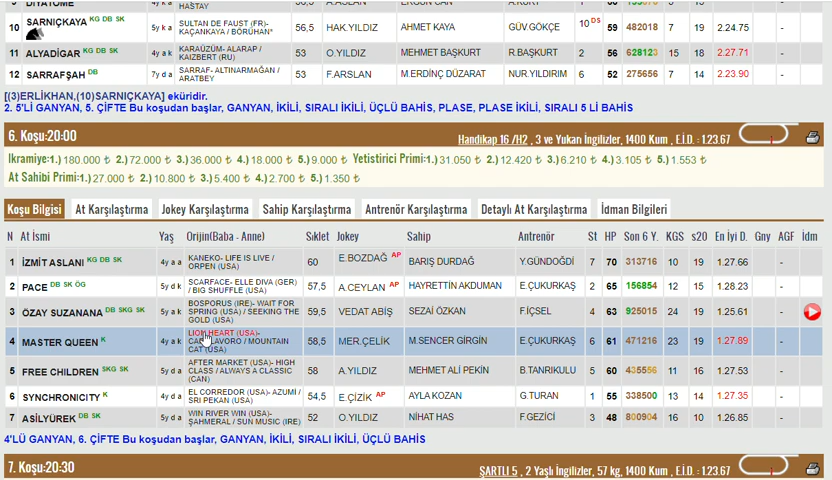 9 DİYATOME HAŞTAY A.ASLAN ERGUN CAN A.KURT
10 SARNIÇKAYA KG DB SK 5y k a SULTAN DE FAUST (FR)- KAÇANKAYA / BÖRÜHAN* 56,5 HAK.YILDIZ AHMET KAYA GÜV.GÖKÇE 10 DS 59 482018 7 19 2.24.75
11 ALYADİGAR KG DB SK 5y d a KARAÜZÜM- ALARAP / KAIZBERT (RU) 53 O.YILDIZ MEHMET BAŞKURT R.BAŞKURT 2 56 628123 15 18 2.27.71
12 SARRAFŞAH DB 7y d a SARRAF- ALTINARMAĞAN / ARATBEY 53 F.ARSLAN M.ERDİNÇ DÜZARAT NUR.YILDIRIM 6 52 275656 7 14 2.23.90
[(3)ERLİKHAN,(10)SARNIÇKAYA] eküridir.
2. 5'Lİ GANYAN, 5. ÇİFTE Bu koşudan başlar, GANYAN, İKİLİ, SIRALI İKİLİ, ÜÇLÜ BAHİS, PLASE, PLASE İKİLİ, SIRALI 5 Lİ BAHİS
6. Koşu:20:00 Handikap 16 /H2 , 3 ve Yukarı İngilizler, 1400 Kum , E.İ.D. : 1.23.67
Ikramiye:1.) 180.000 ₺ 2.) 72.000 ₺ 3.) 36.000 ₺ 4.) 18.000 ₺ 5.) 9.000 ₺ Yetistirici Primi:1.) 31.050 ₺ 2.) 12.420 ₺ 3.) 6.210 ₺ 4.) 3.105 ₺ 5.) 1.553 ₺
At Sahibi Primi:1.) 27.000 ₺ 2.) 10.800 ₺ 3.) 5.400 ₺ 4.) 2.700 ₺ 5.) 1.350 ₺
Koşu Bilgisi At Karşılaştırma Jokey Karşılaştırma Sahip Karşılaştırma Antrenör Karşılaştırma Detaylı At Karşılaştırma İdman Bilgileri
N At İsmi Yaş Orijin(Baba - Anne) Sıklet Jokey Sahip Antrenör St HP Son 6 Y. KGS s20 En İyi D. Gny AGF İdm
1 İZMİT ASLANI KG DB SK 4y a a KANEKO- LIFE IS LIVE / ORPEN (USA) 60 E.BOZDAĞ AP BARIŞ DURDAĞ Y.GÜNDOĞDİ 7 70 313716 10 19 1.27.66 -
2 PACE DB SK ÖG 5y d k SCARFACE- ELLE DIVA (GER) / BIG SHUFFLE (USA) 57,5 A.CEYLAN AP HAYRETTİN AKDUMAN E.ÇUKURKAŞ 2 65 156854 12 15 1.28.23 -
3 ÖZAY SUZANANA DB SKG SK 5y a k BOSPORUS (IRE)- WAIT FOR SPRING (USA) / SEEKING THE GOLD (USA) 59,5 VEDAT ABİŞ SEZAİ ÖZKAN F.İÇSEL 4 63 925015 24 19 1.25.61 -
4 MASTER QUEEN K 4y a k LION HEART (USA)- CAPOLAVORO / MOUNTAIN CAT (USA) 58,5 MER.ÇELİK M.SENCER GİRGİN E.ÇUKURKAŞ 6 61 471216 23 19 1.27.89 -
5 FREE CHILDREN SKG SK 5y d a AFTER MARKET (USA)- HIGH CLASS / ALWAYS A CLASSIC (CAN) 58 A.YILDIZ MEHMET ALİ PEKİN B.TANRIKULU 5 60 435556 11 16 1.27.53 -
6 SYNCHRONICITY K 4y d a EL CORREDOR (USA)- AZUMI / SRI PEKAN (USA) 54,5 E.ÇİZİK AP AYLA KOZAN G.TURAN 1 55 338500 13 14 1.27.35 -
7 ASİLYÜREK DB SK 5y d a WIN RIVER WIN (USA)- ŞAHMERAL / SUN MUSIC (IRE) 52 O.YILDIZ NİHAT HAS F.GEZİCİ 3 48 800904 16 10 1.26.85 -
4'LÜ GANYAN, 6. ÇİFTE Bu koşudan başlar, GANYAN, İKİLİ, SIRALI İKİLİ, ÜÇLÜ BAHİS
7. Koşu:20:30 ŞARTLI 5 , 2 Yaşlı İngilizler, 57 kg, 1400 Kum , E.İ.D. : 1.23.67